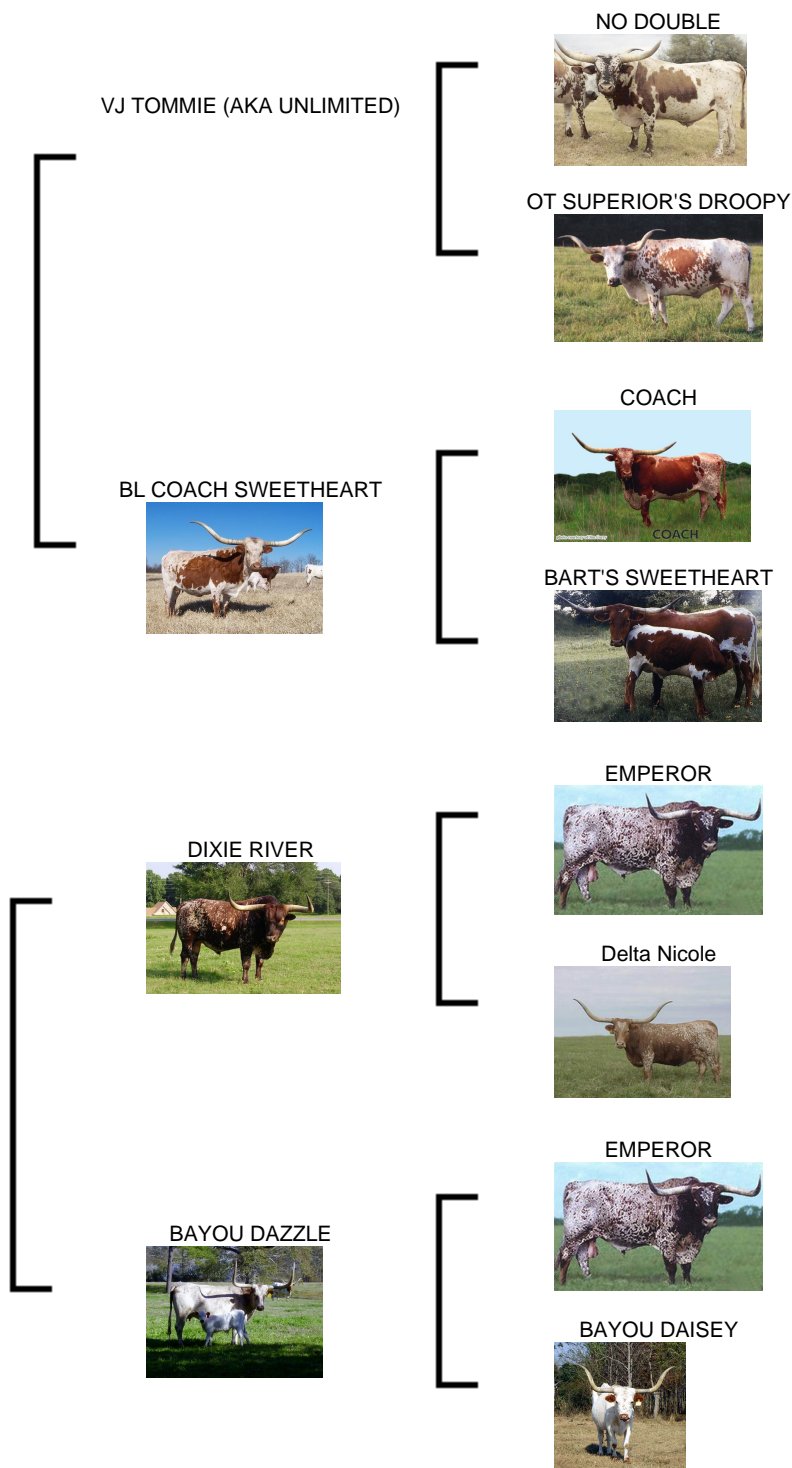 NO DOUBLE
VJ TOMMIE (AKA UNLIMITED)
OT SUPERIOR'S DROOPY
COACH
COACH
BL COACH SWEETHEART
BART'S SWEETHEART
EMPEROR
DIXIE RIVER
Delta Nicole
EMPEROR
BAYOU DAZZLE
BAYOU DAISEY